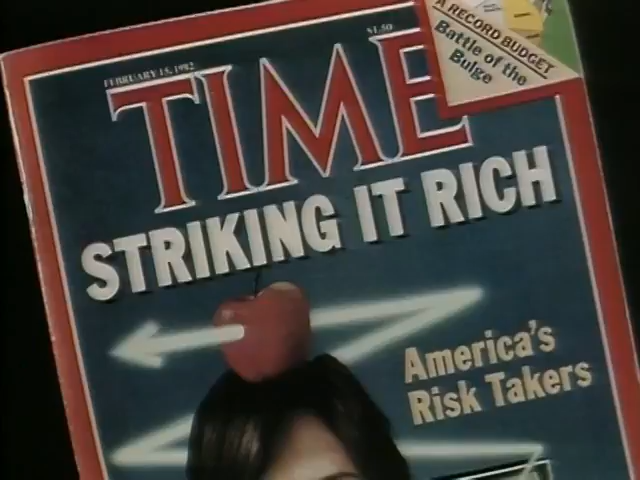 A RECORD BUDGET
Battle of the
Bulge
FEBRUARY 15, 1982
$1.50
TIME
STRIKING IT RICH
America's
Risk Takers